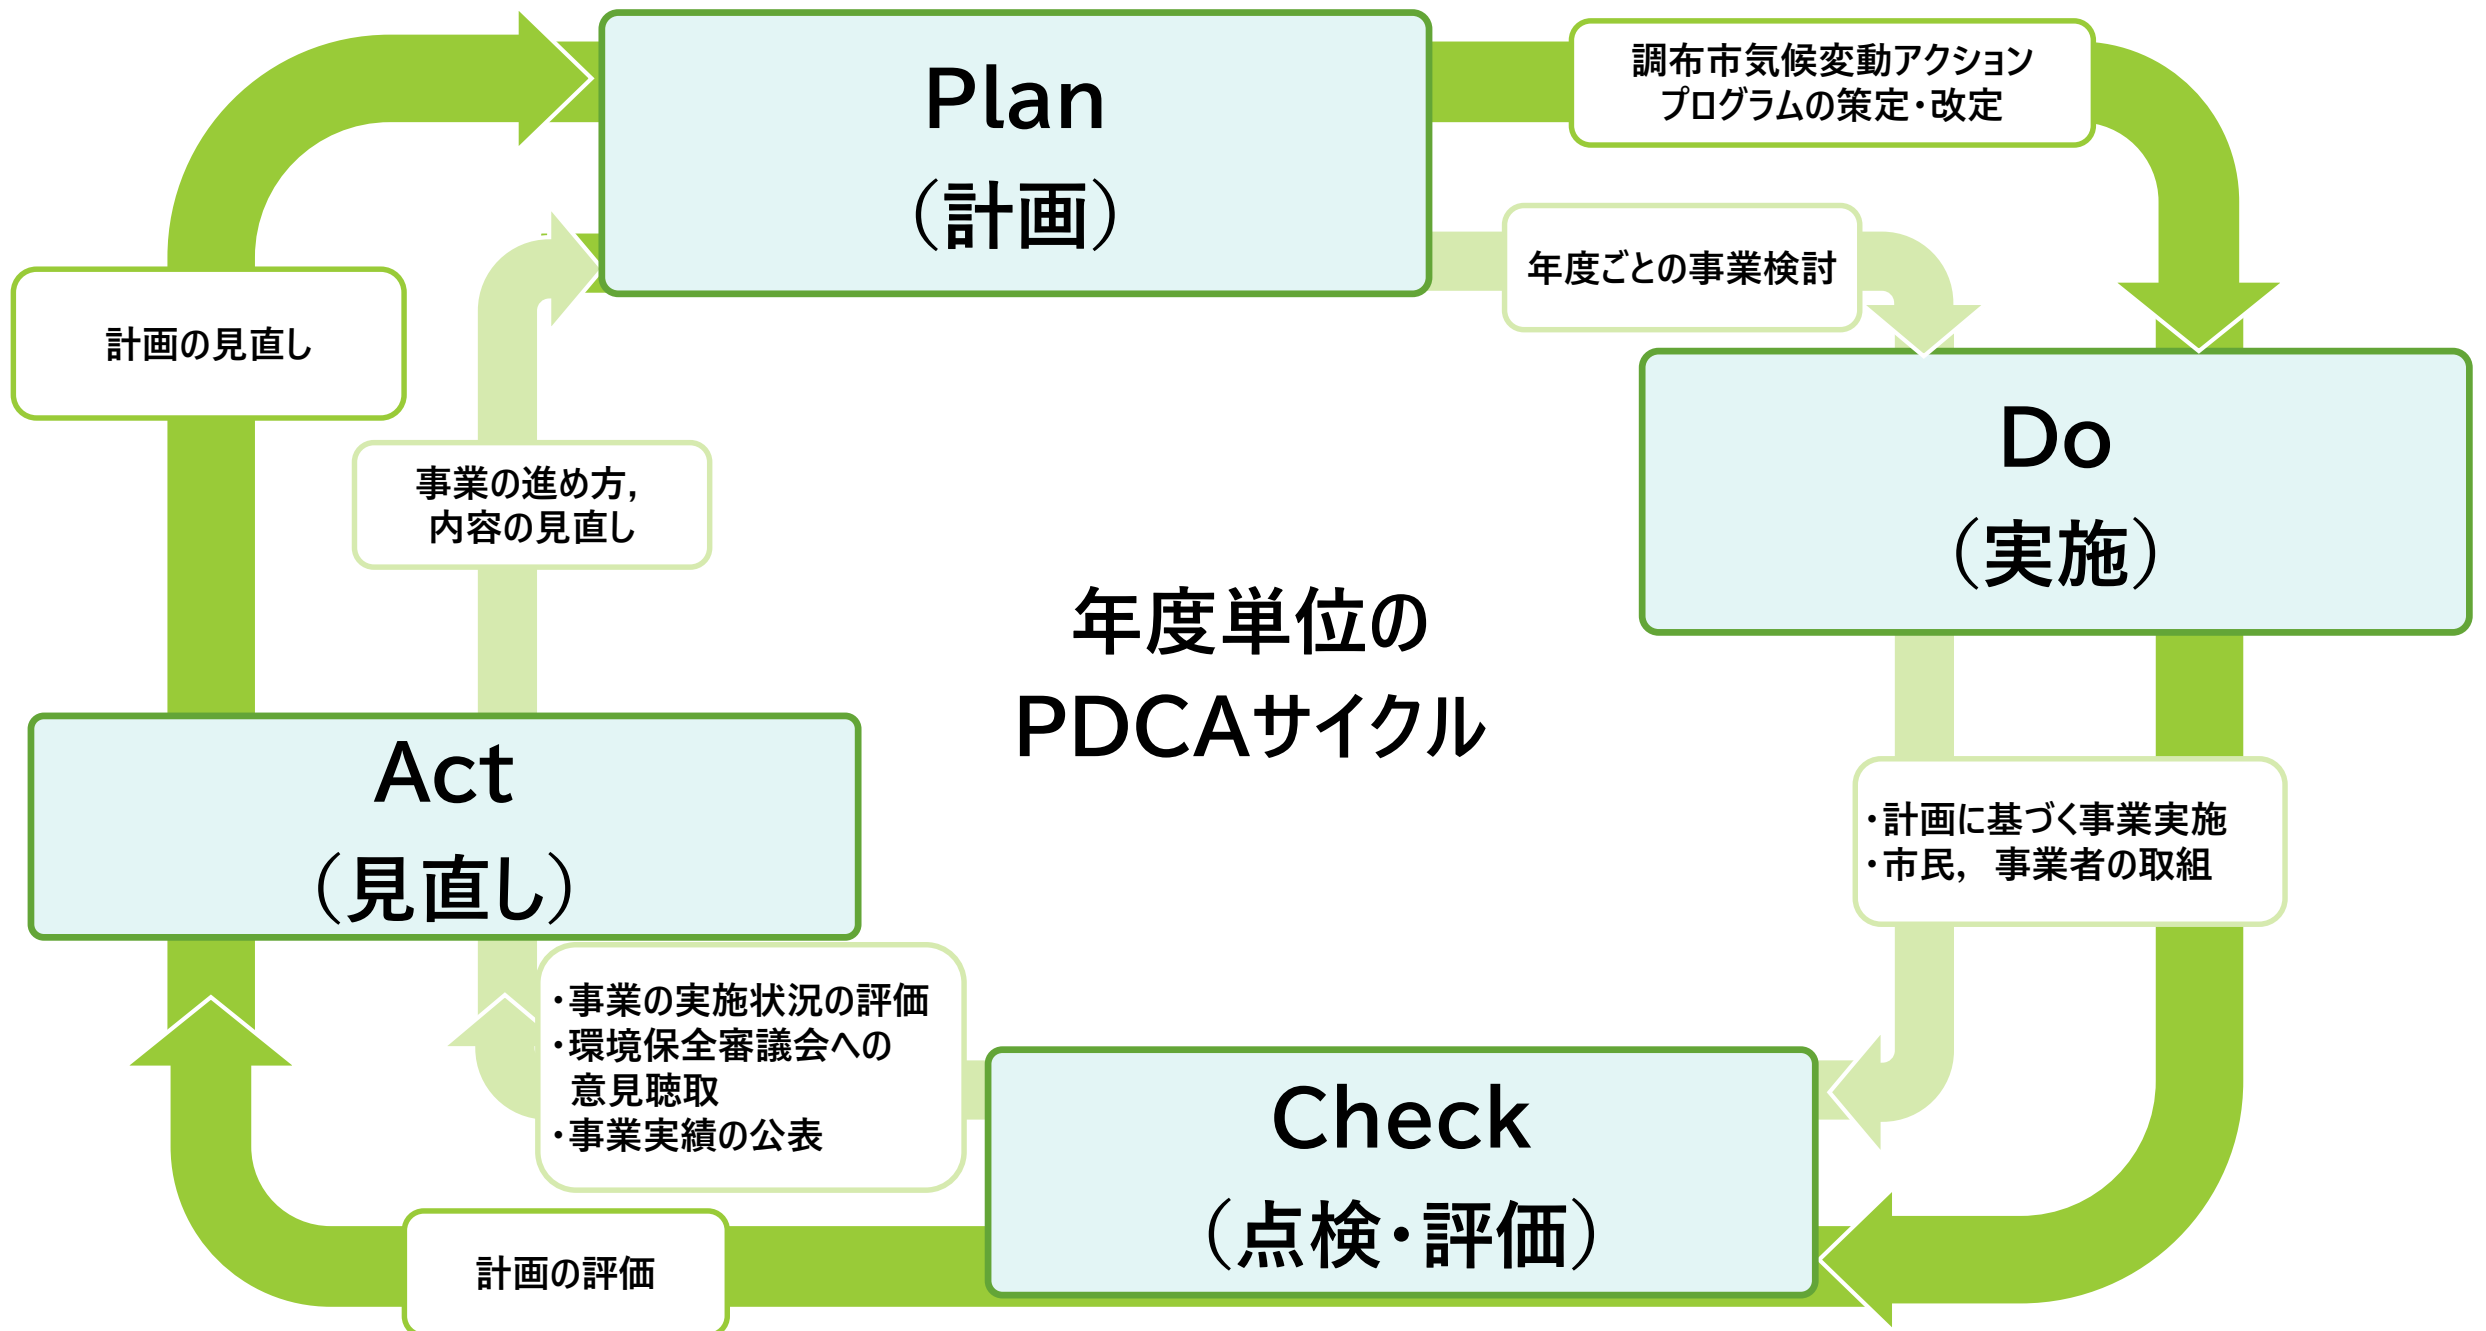 Plan
（計画）
調布市気候変動アクション
プログラムの策定・改定
年度ごとの事業検討
Do
（実施）
・計画に基づく事業実施
・市民，事業者の取組
Check
（点検・評価）
・事業の実施状況の評価
・環境保全審議会への
意見聴取
・事業実績の公表
計画の評価
Act
（見直し）
事業の進め方，
内容の見直し
計画の見直し
年度単位の
PDCAサイクル